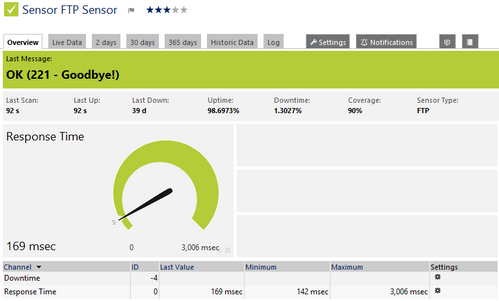 Sensor FTP Sensor
Overview Live Data 2 days 30 days 365 days Historic Data Log Settings Notifications
Last Message:
OK (221 - Goodbye!)
Last Scan: Last Up: Last Down: Uptime: Downtime: Coverage: Sensor Type:
92 s 92 s 39 d 98.6973% 1.3027% 90% FTP
Response Time
169 msec 0 3,006 msec
Channel ID Last Value Minimum Maximum Settings
Downtime -4
Response Time 0 169 msec 142 msec 3,006 msec